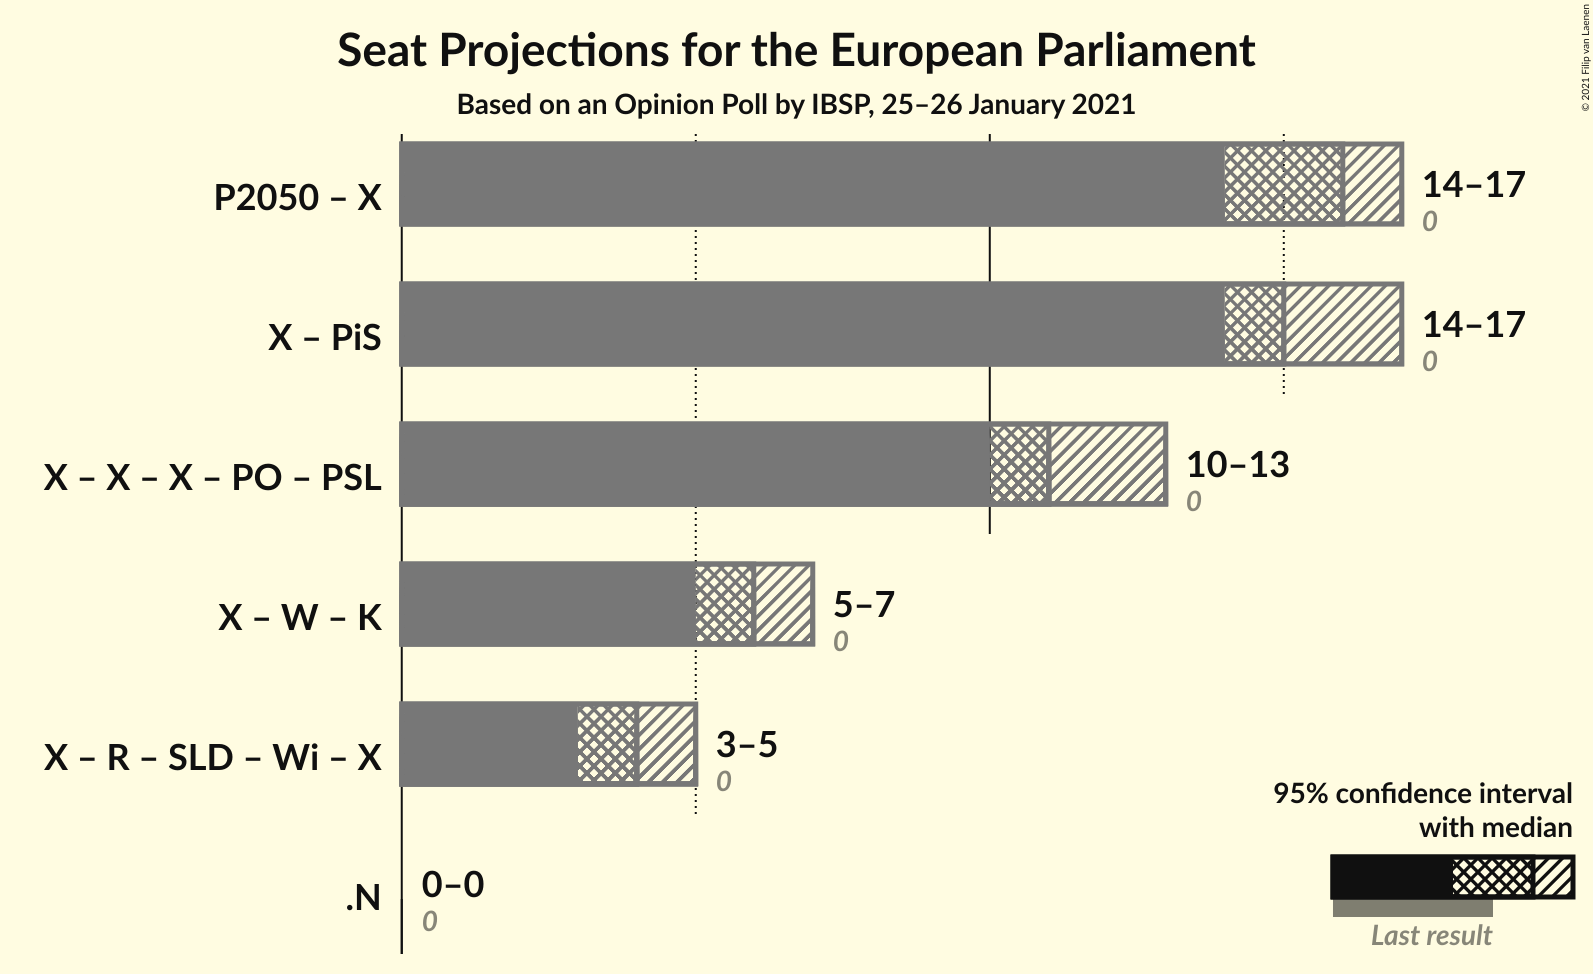 Seat Projections for the European Parliament
Based on an Opinion Poll by IBSP, 25–26 January 2021
© 2021 Filip van Laenen
P2050 – X
14–17
0
X – PiS
14–17
0
X – X – X – PO – PSL
10–13
0
X – W – K
5–7
0
X – R – SLD – Wi – X
3–5
0
.N
0–0
0
95% confidence interval
with median
Last result